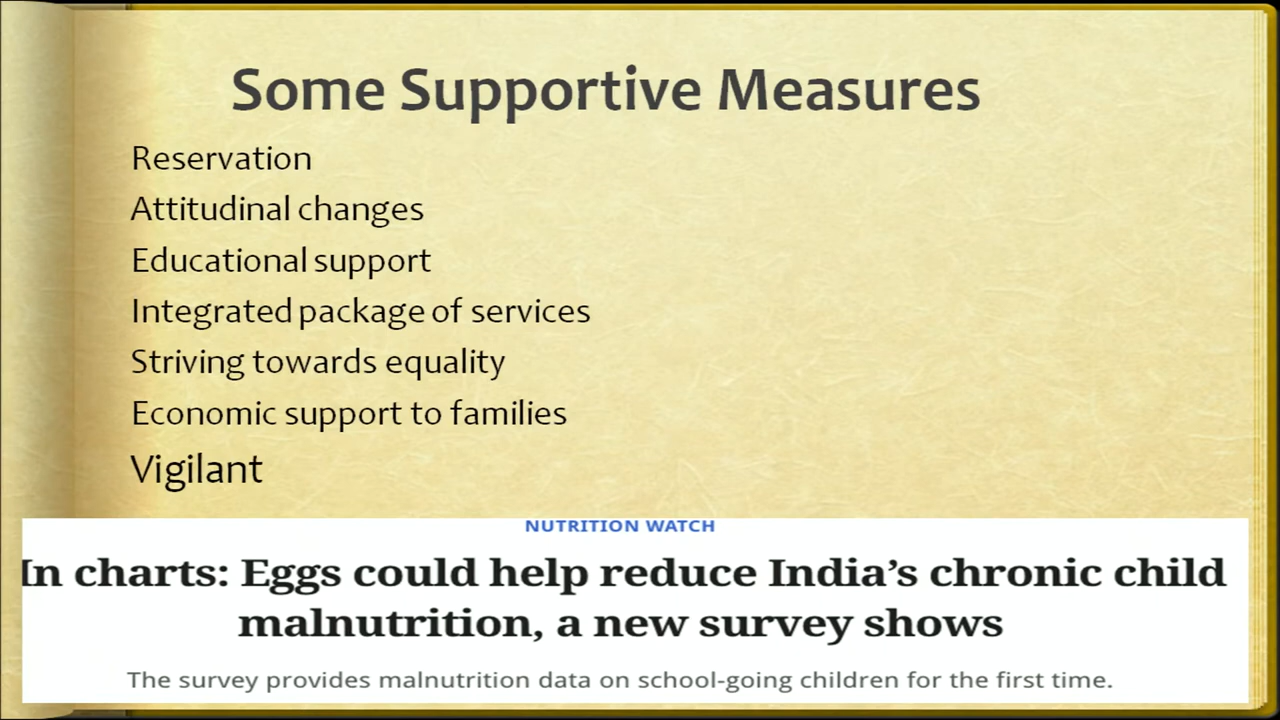 Some Supportive Measures
Reservation
Attitudinal changes
Educational support
Integrated package of services
Striving towards equality
Economic support to families
Vigilant
NUTRITION WATCH
In charts: Eggs could help reduce India’s chronic child
malnutrition, a new survey shows
The survey provides malnutrition data on school-going children for the first time.